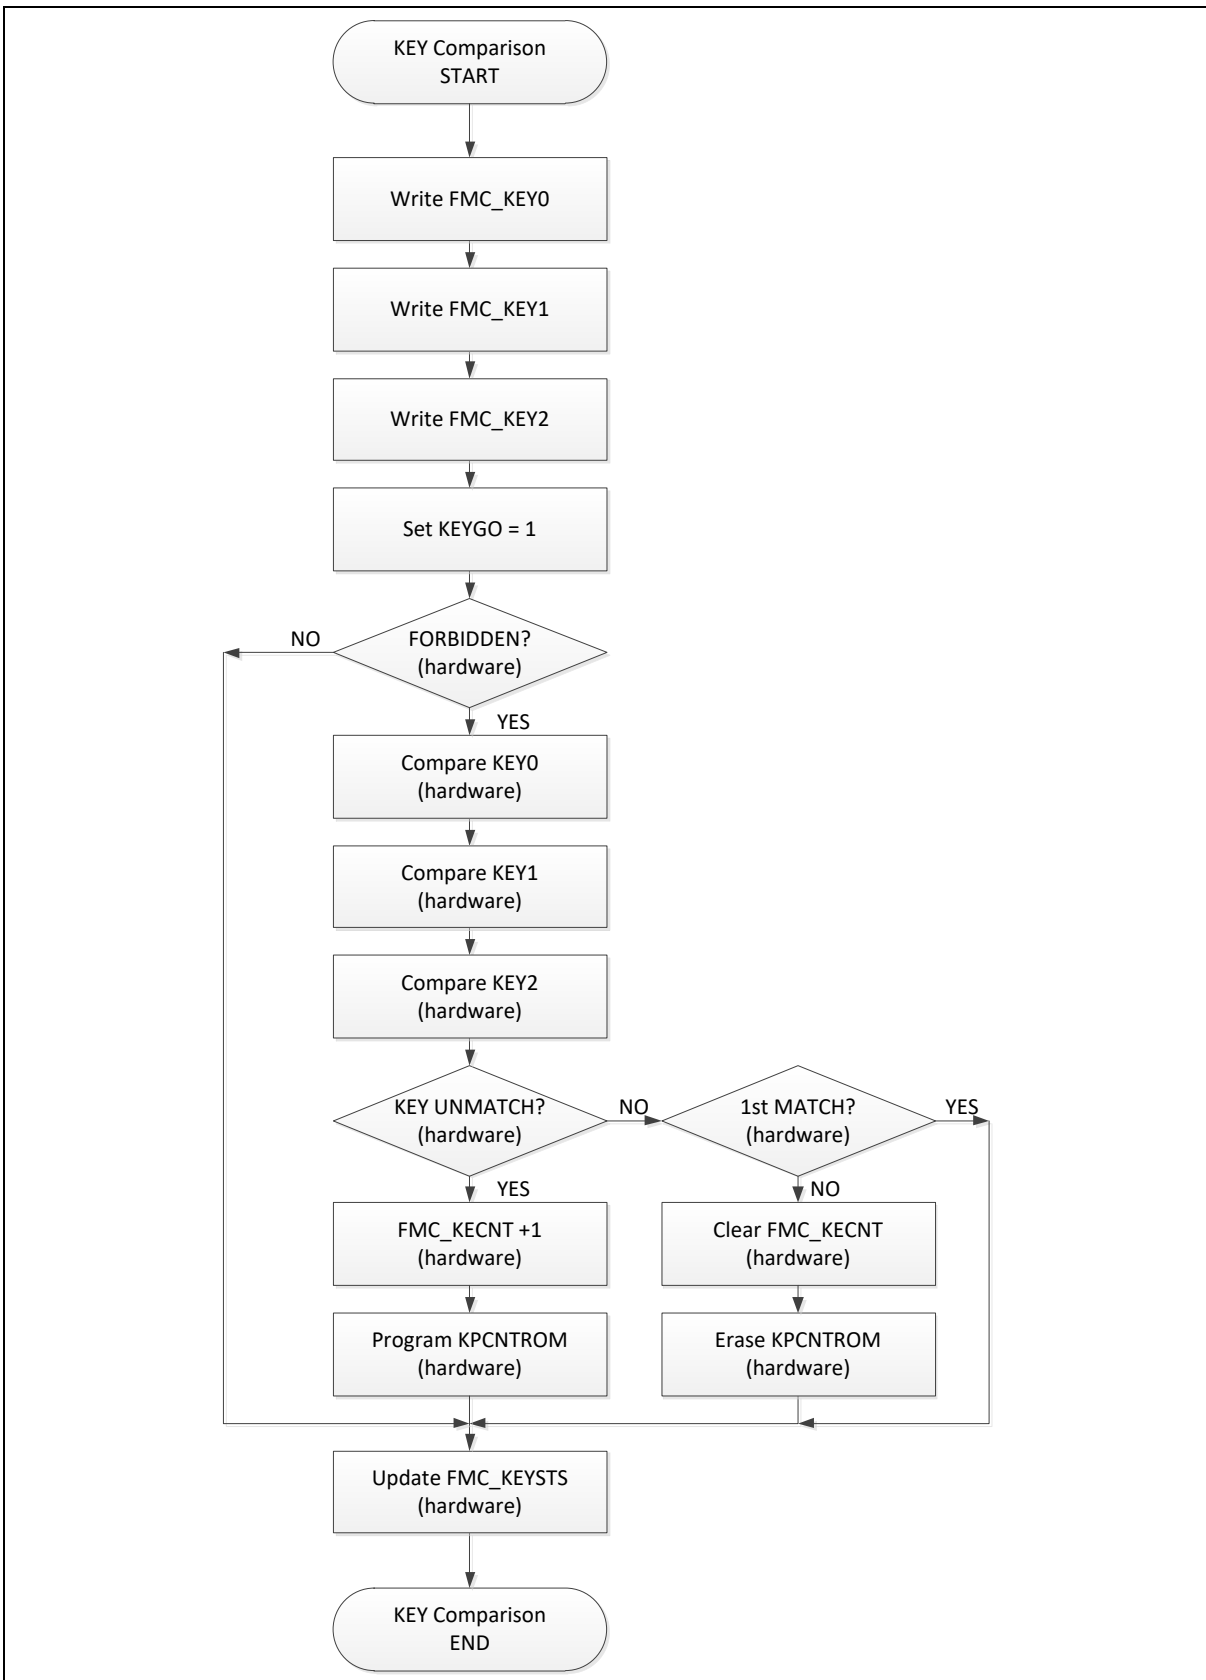 KEY Comparison
START
Write FMC_KEY0
Write FMC_KEY1
Write FMC_KEY2
Set KEYGO = 1
NO
FORBIDDEN?
(hardware)
YES
Compare KEY0
(hardware)
Compare KEY1
(hardware)
Compare KEY2
(hardware)
KEY UNMATCH?
(hardware)
NO
1st MATCH?
(hardware)
YES
YES
NO
FMC_KECNT +1
(hardware)
Clear FMC_KECNT
(hardware)
Program KPCNTROM
(hardware)
Erase KPCNTROM
(hardware)
Update FMC_KEYSTS
(hardware)
KEY Comparison
END